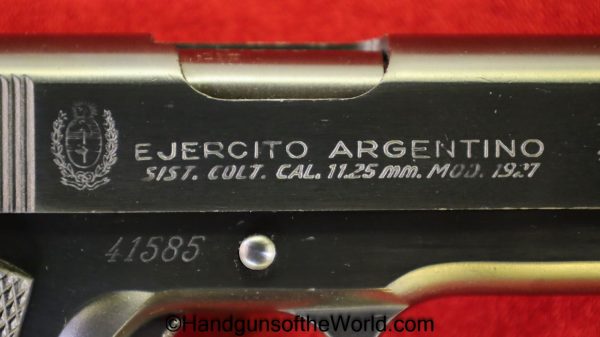 EJERCITO ARGENTINO
SIST. COLT. CAL. 11.25 mm. MOD. 1927
41585
©HandgunsoftheWorld.com